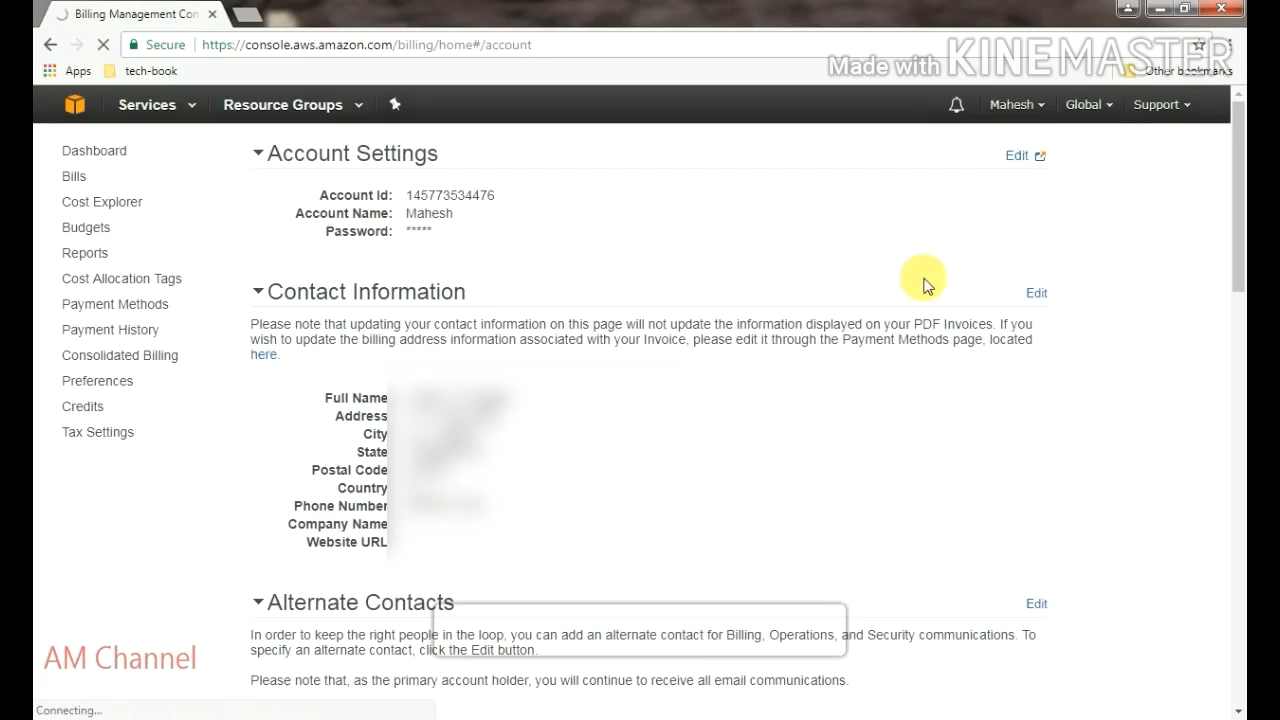 Billing Management Con
Secure
https://console.aws.amazon.com/billing/home#/account
Made with KINEMASTER
Apps
tech-book
Other bookmarks
Services
Resource Groups
Mahesh
Global
Support
Dashboard
Bills
Cost Explorer
Budgets
Reports
Cost Allocation Tags
Payment Methods
Payment History
Consolidated Billing
Preferences
Credits
Tax Settings
Account Settings
Edit
Account Id: 145773534476
Account Name: Mahesh
Password: *****
Contact Information
Edit
Please note that updating your contact information on this page will not update the information displayed on your PDF Invoices. If you
wish to update the billing address information associated with your Invoice, please edit it through the Payment Methods page, located
here.
Full Name
Address
City
State
Postal Code
Country
Phone Number
Company Name
Website URL
Alternate Contacts
Edit
In order to keep the right people in the loop, you can add an alternate contact for Billing, Operations, and Security communications. To
specify an alternate contact, click the Edit button.
Please note that, as the primary account holder, you will continue to receive all email communications.
AM Channel
Connecting...